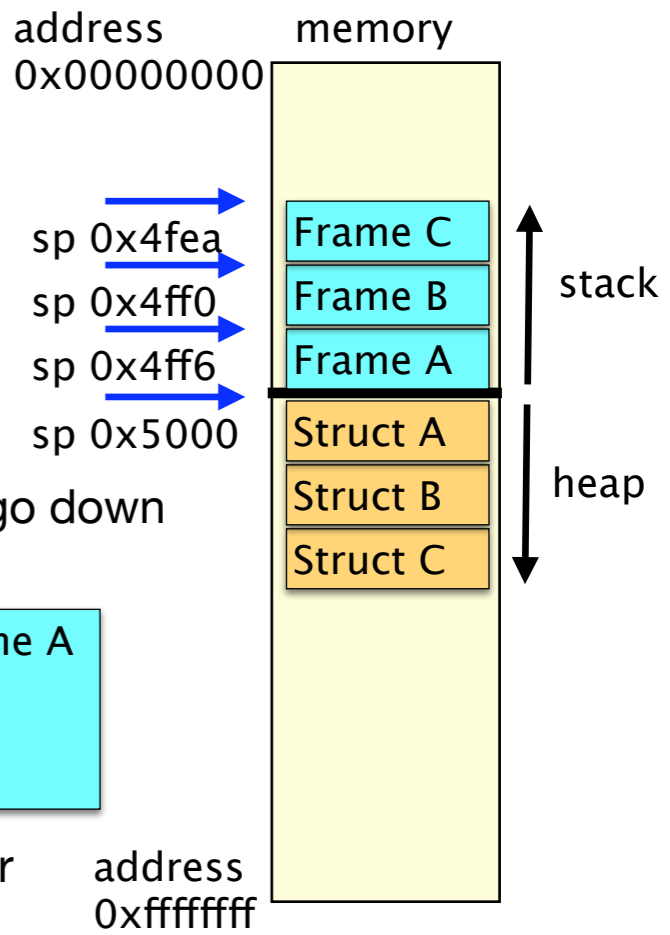 address
0x00000000
memory
sp 0x4fea
sp 0x4ff0
sp 0x4ff6
sp 0x5000
Frame C
Frame B
Frame A
Struct A
Struct B
Struct C
stack
heap
go down
ne A
r
address
0xffffffff